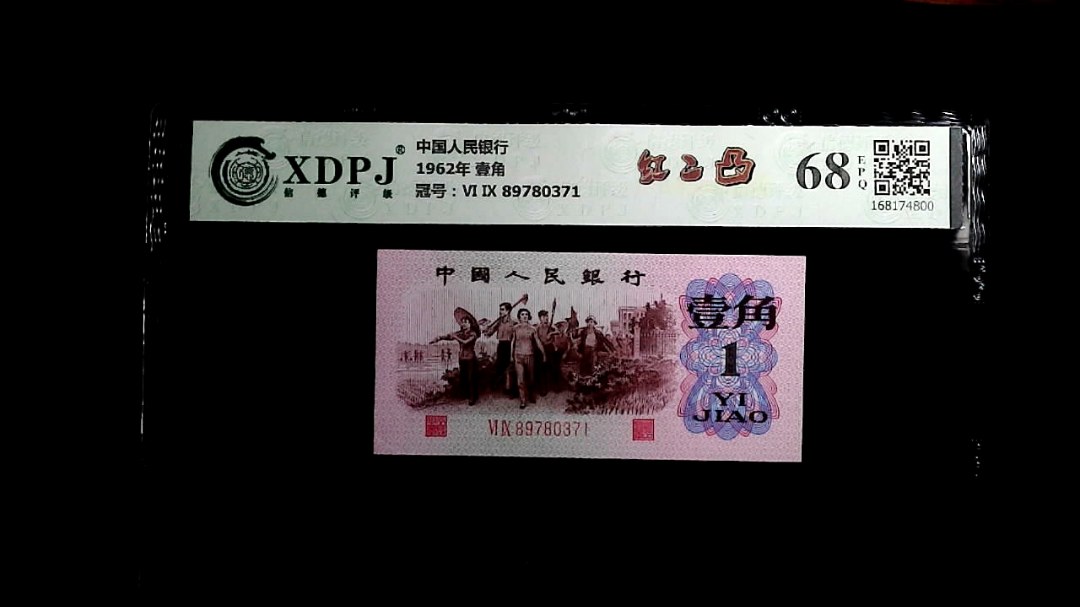 XDPJ®
信德评级
中国人民银行
1962年 壹角
冠号：VI IX 89780371
红二凸
68
EPQ
168174800
中國人民銀行
壹角
1
YI
JIAO
VI IX 89780371